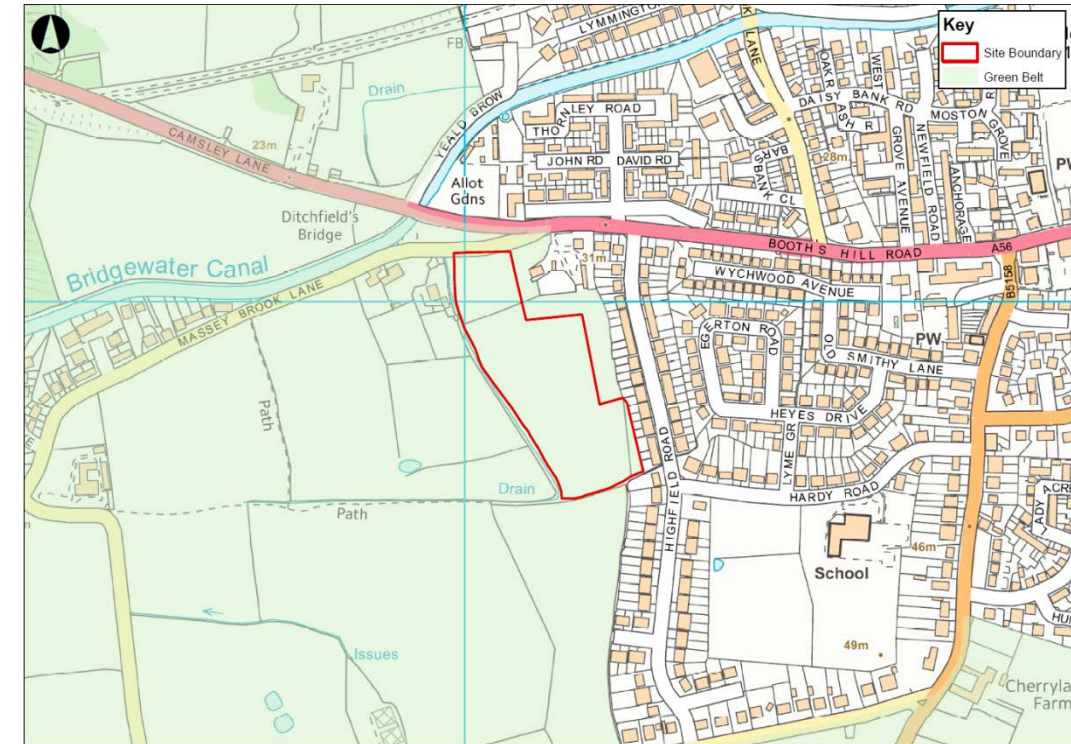 Key
Site Boundary
Green Belt
LYMMINGTO
FB
LANE
OAK R
WEST
Drain
YEALD BROW
DAISY BANK RD
ASH R
MOSTON GROVE
THORNLEY ROAD
CAMSLEY LANE
23m
BARSBANK CL
28m
GROVE AVENUE
NEWFIELD ROAD
ANCHORAGE
PW
JOHN RD
DAVID RD
Allot
Gdns
Ditchfield's
Bridge
BOOTH'S HILL ROAD
A56
31m
Bridgewater Canal
WYCHWOOD AVENUE
B5158
MASSEY BROOK LANE
EGERTON ROAD
OLD SMITHY LANE
PW
Path
HEYES DRIVE
LYME GR
HIGHFIELD ROAD
Drain
HARDY ROAD
Path
ADY ACRE
46m
School
HU
Issues
49m
Cherryla
Farm